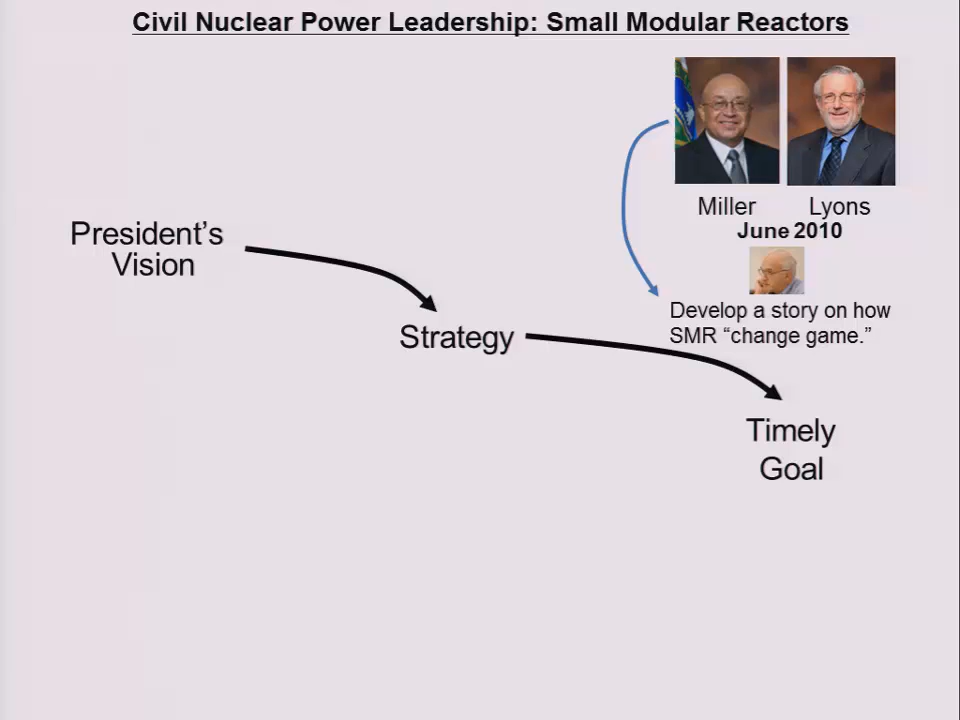 Civil Nuclear Power Leadership: Small Modular Reactors
Miller Lyons
June 2010
President's
Vision
Develop a story on how
SMR “change game.”
Strategy
Timely
Goal